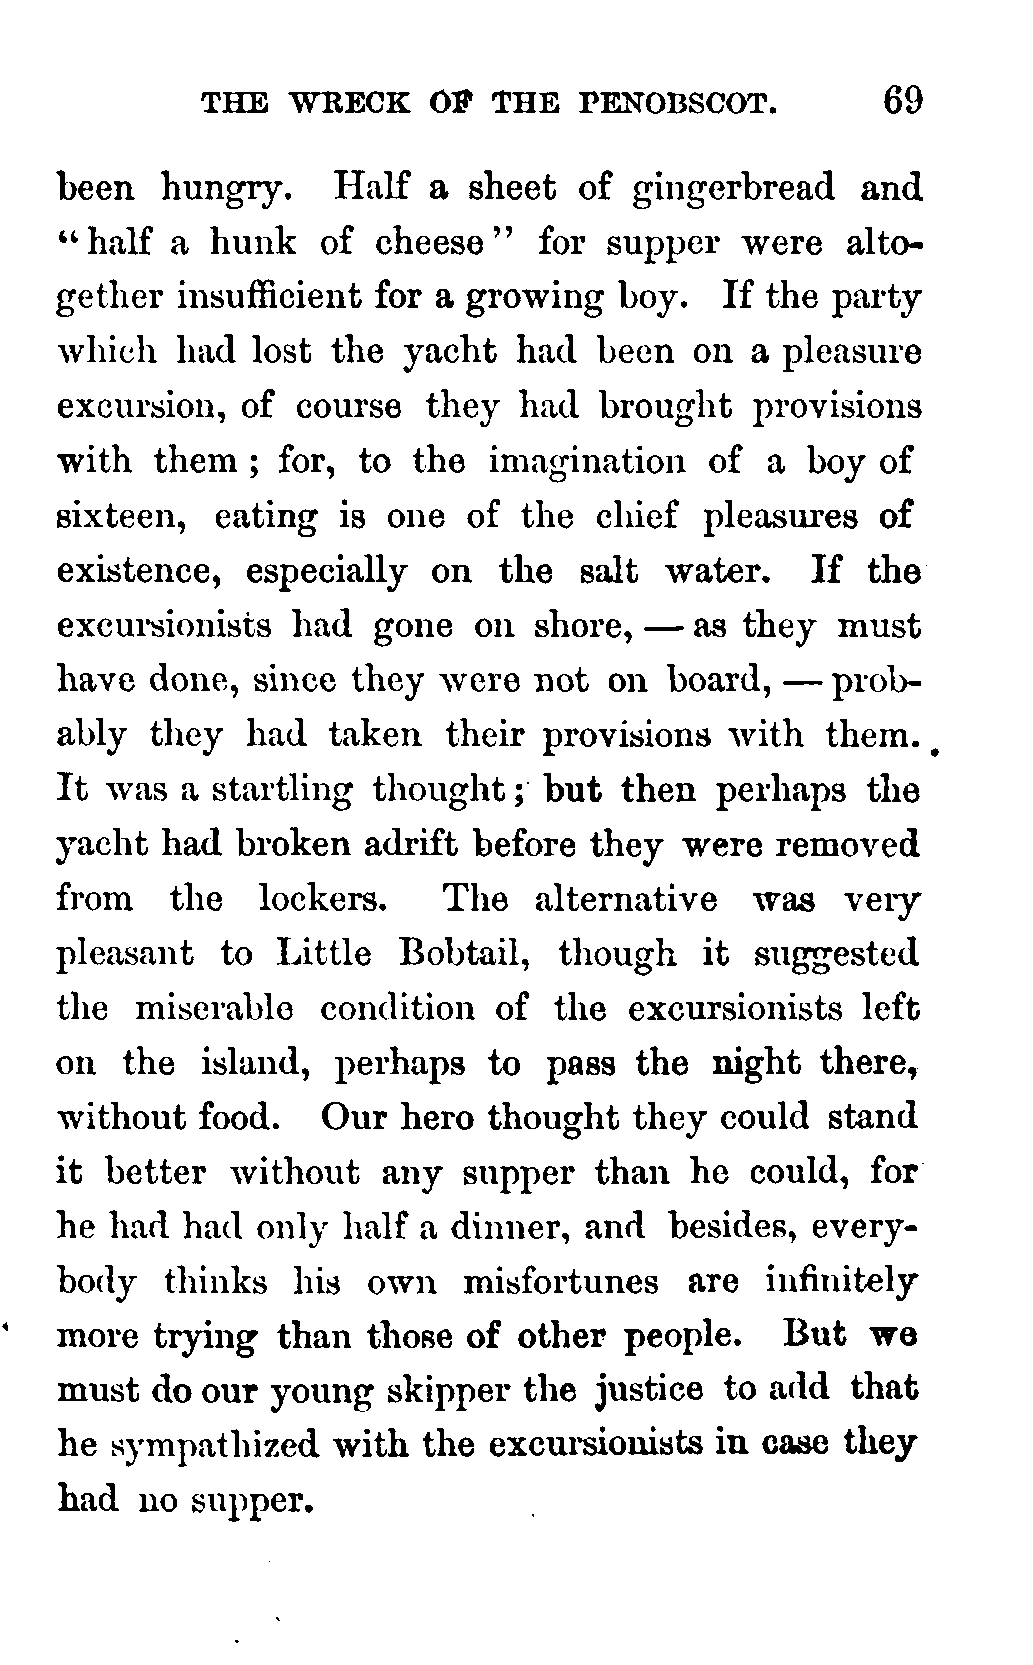 THE WRECK OF THE PENOBSCOT. 69
been hungry. Half a sheet of gingerbread and
“half a hunk of cheese” for supper were alto-
gether insufficient for a growing boy. If the party
which had lost the yacht had been on a pleasure
excursion, of course they had brought provisions
with them; for, to the imagination of a boy of
sixteen, eating is one of the chief pleasures of
existence, especially on the salt water. If the
excursionists had gone on shore, — as they must
have done, since they were not on board, — prob-
ably they had taken their provisions with them.
It was a startling thought; but then perhaps the
yacht had broken adrift before they were removed
from the lockers. The alternative was very
pleasant to Little Bobtail, though it suggested
the miserable condition of the excursionists left
on the island, perhaps to pass the night there,
without food. Our hero thought they could stand
it better without any supper than he could, for
he had had only half a dinner, and besides, every-
body thinks his own misfortunes are infinitely
more trying than those of other people. But we
must do our young skipper the justice to add that
he sympathized with the excursionists in case they
had no supper.